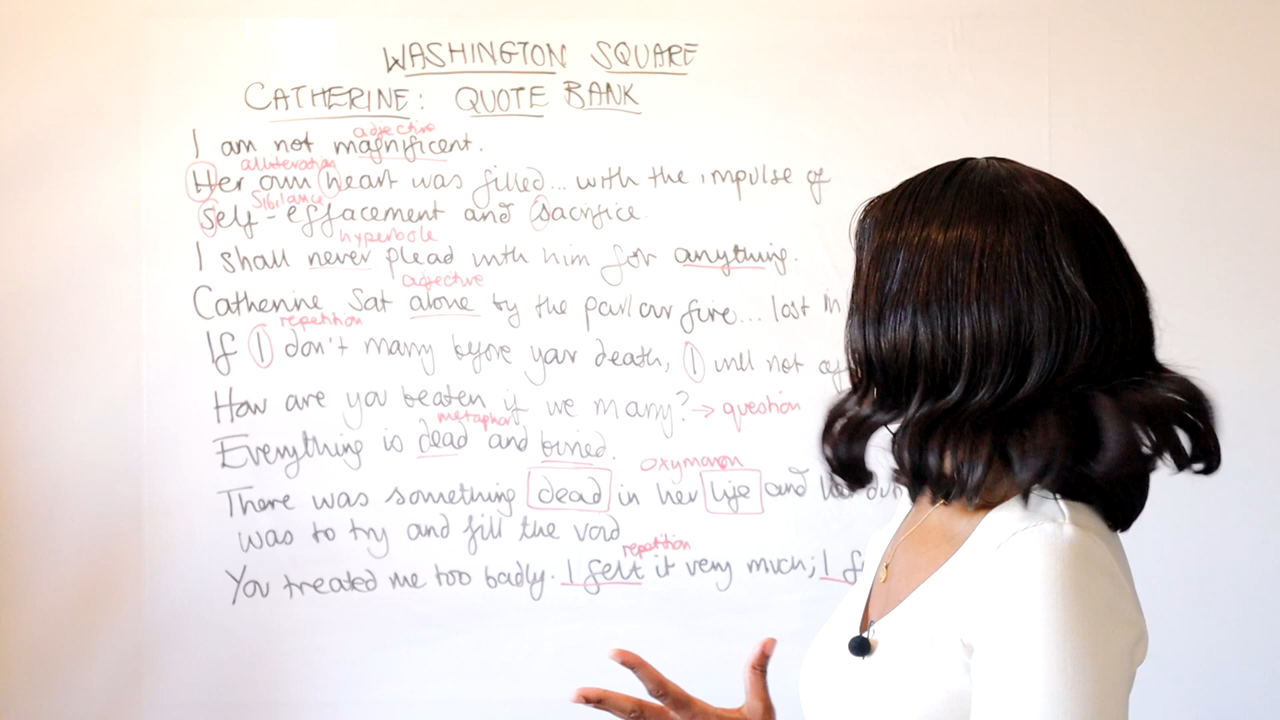 WASHINGTON SQUARE
CATHERINE: QUOTE BANK
adjective
I am not magnificent.
alliteration
Her own heart was filled... with the impulse of
Sibilance
self-effacement and sacrifice.
hyperbole
I shall never plead with him for anything.
adjective
Catherine sat alone by the parlour fire... lost in
repetition
If I don't marry before your death, I will not
How are you beaten if we marry? → question
metaphor
Everything is dead and buried.
oxymoron
There was something dead in her life and her
was to try and fill the void
repetition
You treated me too badly. I felt it very much; I